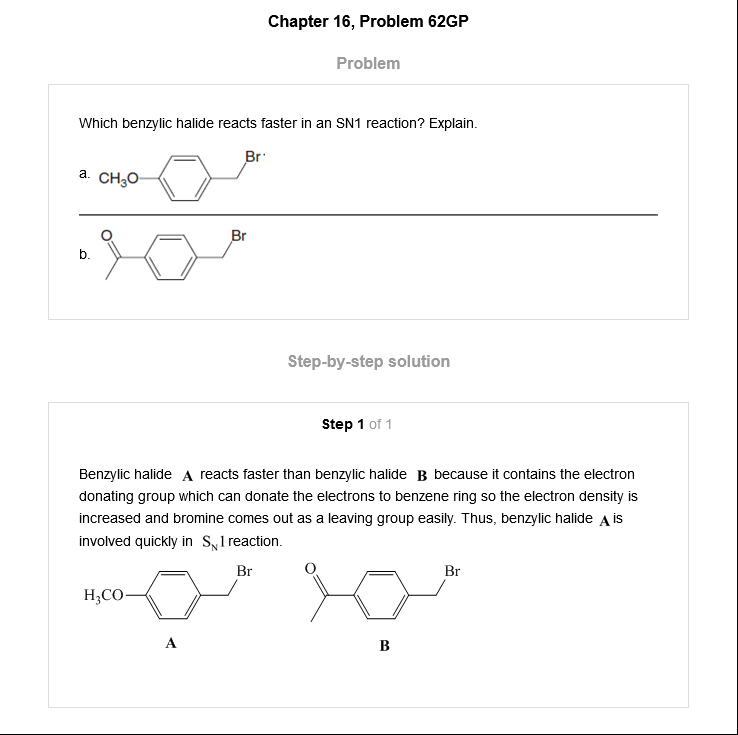 Chapter 16, Problem 62GP
Problem
Which benzylic halide reacts faster in an SN1 reaction? Explain.
Br
a. CH₃O
O Br
b.
Step-by-step solution
Step 1 of 1
Benzylic halide A reacts faster than benzylic halide B because it contains the electron
donating group which can donate the electrons to benzene ring so the electron density is
increased and bromine comes out as a leaving group easily. Thus, benzylic halide A is
involved quickly in S_N1 reaction.
Br O Br
H₃CO
A B